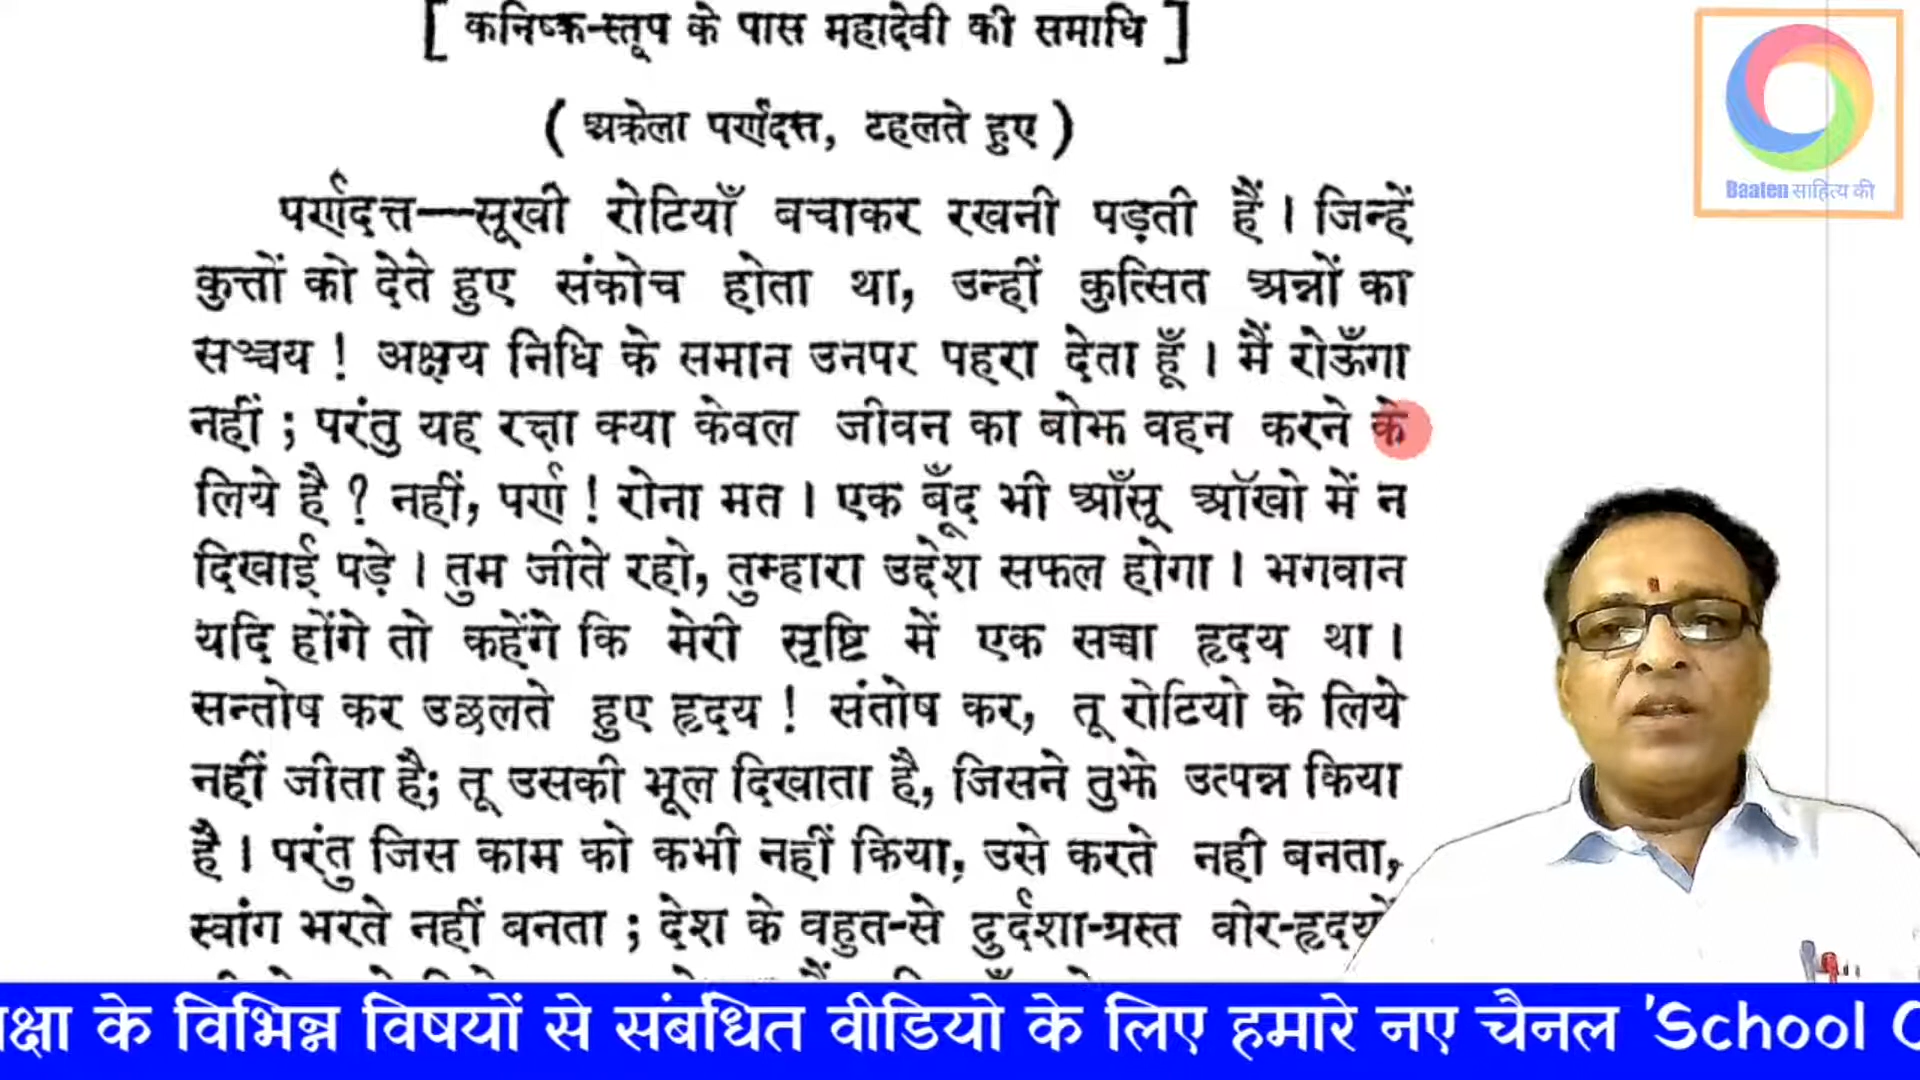 [ कनिष्क-स्तूप के पास महादेवी की समाधि ]
( अकेला पर्णदत्त, टहलते हुए )
पर्णदत्त—सूखी रोटियाँ बचाकर रखनी पड़ती हैं । जिन्हें
कुत्तों को देते हुए संकोच होता था, उन्हीं कुत्सित अन्नों का
सञ्चय ! अक्षय निधि के समान उनपर पहरा देता हूँ । मैं रोऊँगा
नहीं ; परंतु यह रक्षा क्या केवल जीवन का बोझ वहन करने के
लिये है ? नहीं, पर्ण ! रोना मत । एक बूँद भी आँसू ऑखो में न
दिखाई पड़े । तुम जीते रहो, तुम्हारा उद्देश सफल होगा । भगवान
यदि होंगे तो कहेंगे कि मेरी सृष्टि में एक सच्चा हृदय था ।
सन्तोष कर उछलते हुए हृदय ! संतोष कर, तू रोटियो के लिये
नहीं जीता है; तू उसकी भूल दिखाता है, जिसने तुझे उत्पन्न किया
है । परंतु जिस काम को कभी नहीं किया, उसे करते नही बनता,
स्वांग भरते नहीं बनता ; देश के वहुत-से दुर्दशा-ग्रस्त वोर-हृदयों
Baaten साहित्य की
क्षा के विभिन्न विषयों से संबंधित वीडियो के लिए हमारे नए चैनल 'School